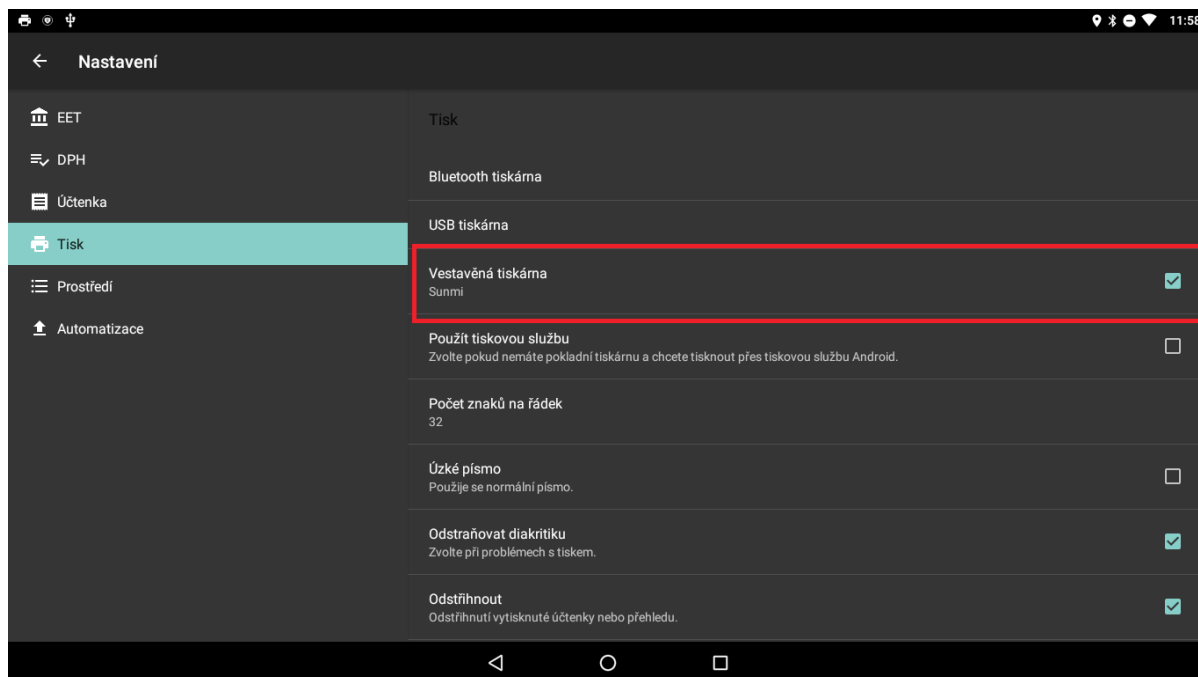 11:58
Nastavení
EET
DPH
Účtenka
Tisk
Prostředí
Automatizace
Tisk
Bluetooth tiskárna
USB tiskárna
Vestavěná tiskárna
Sunmi
Použít tiskovou službu
Zvolte pokud nemáte pokladní tiskárnu a chcete tisknout přes tiskovou službu Android.
Počet znaků na řádek
32
Úzké písmo
Použije se normální písmo.
Odstraňovat diakritiku
Zvolte při problémech s tiskem.
Odstřihnout
Odstřihnutí vytisknuté účtenky nebo přehledu.